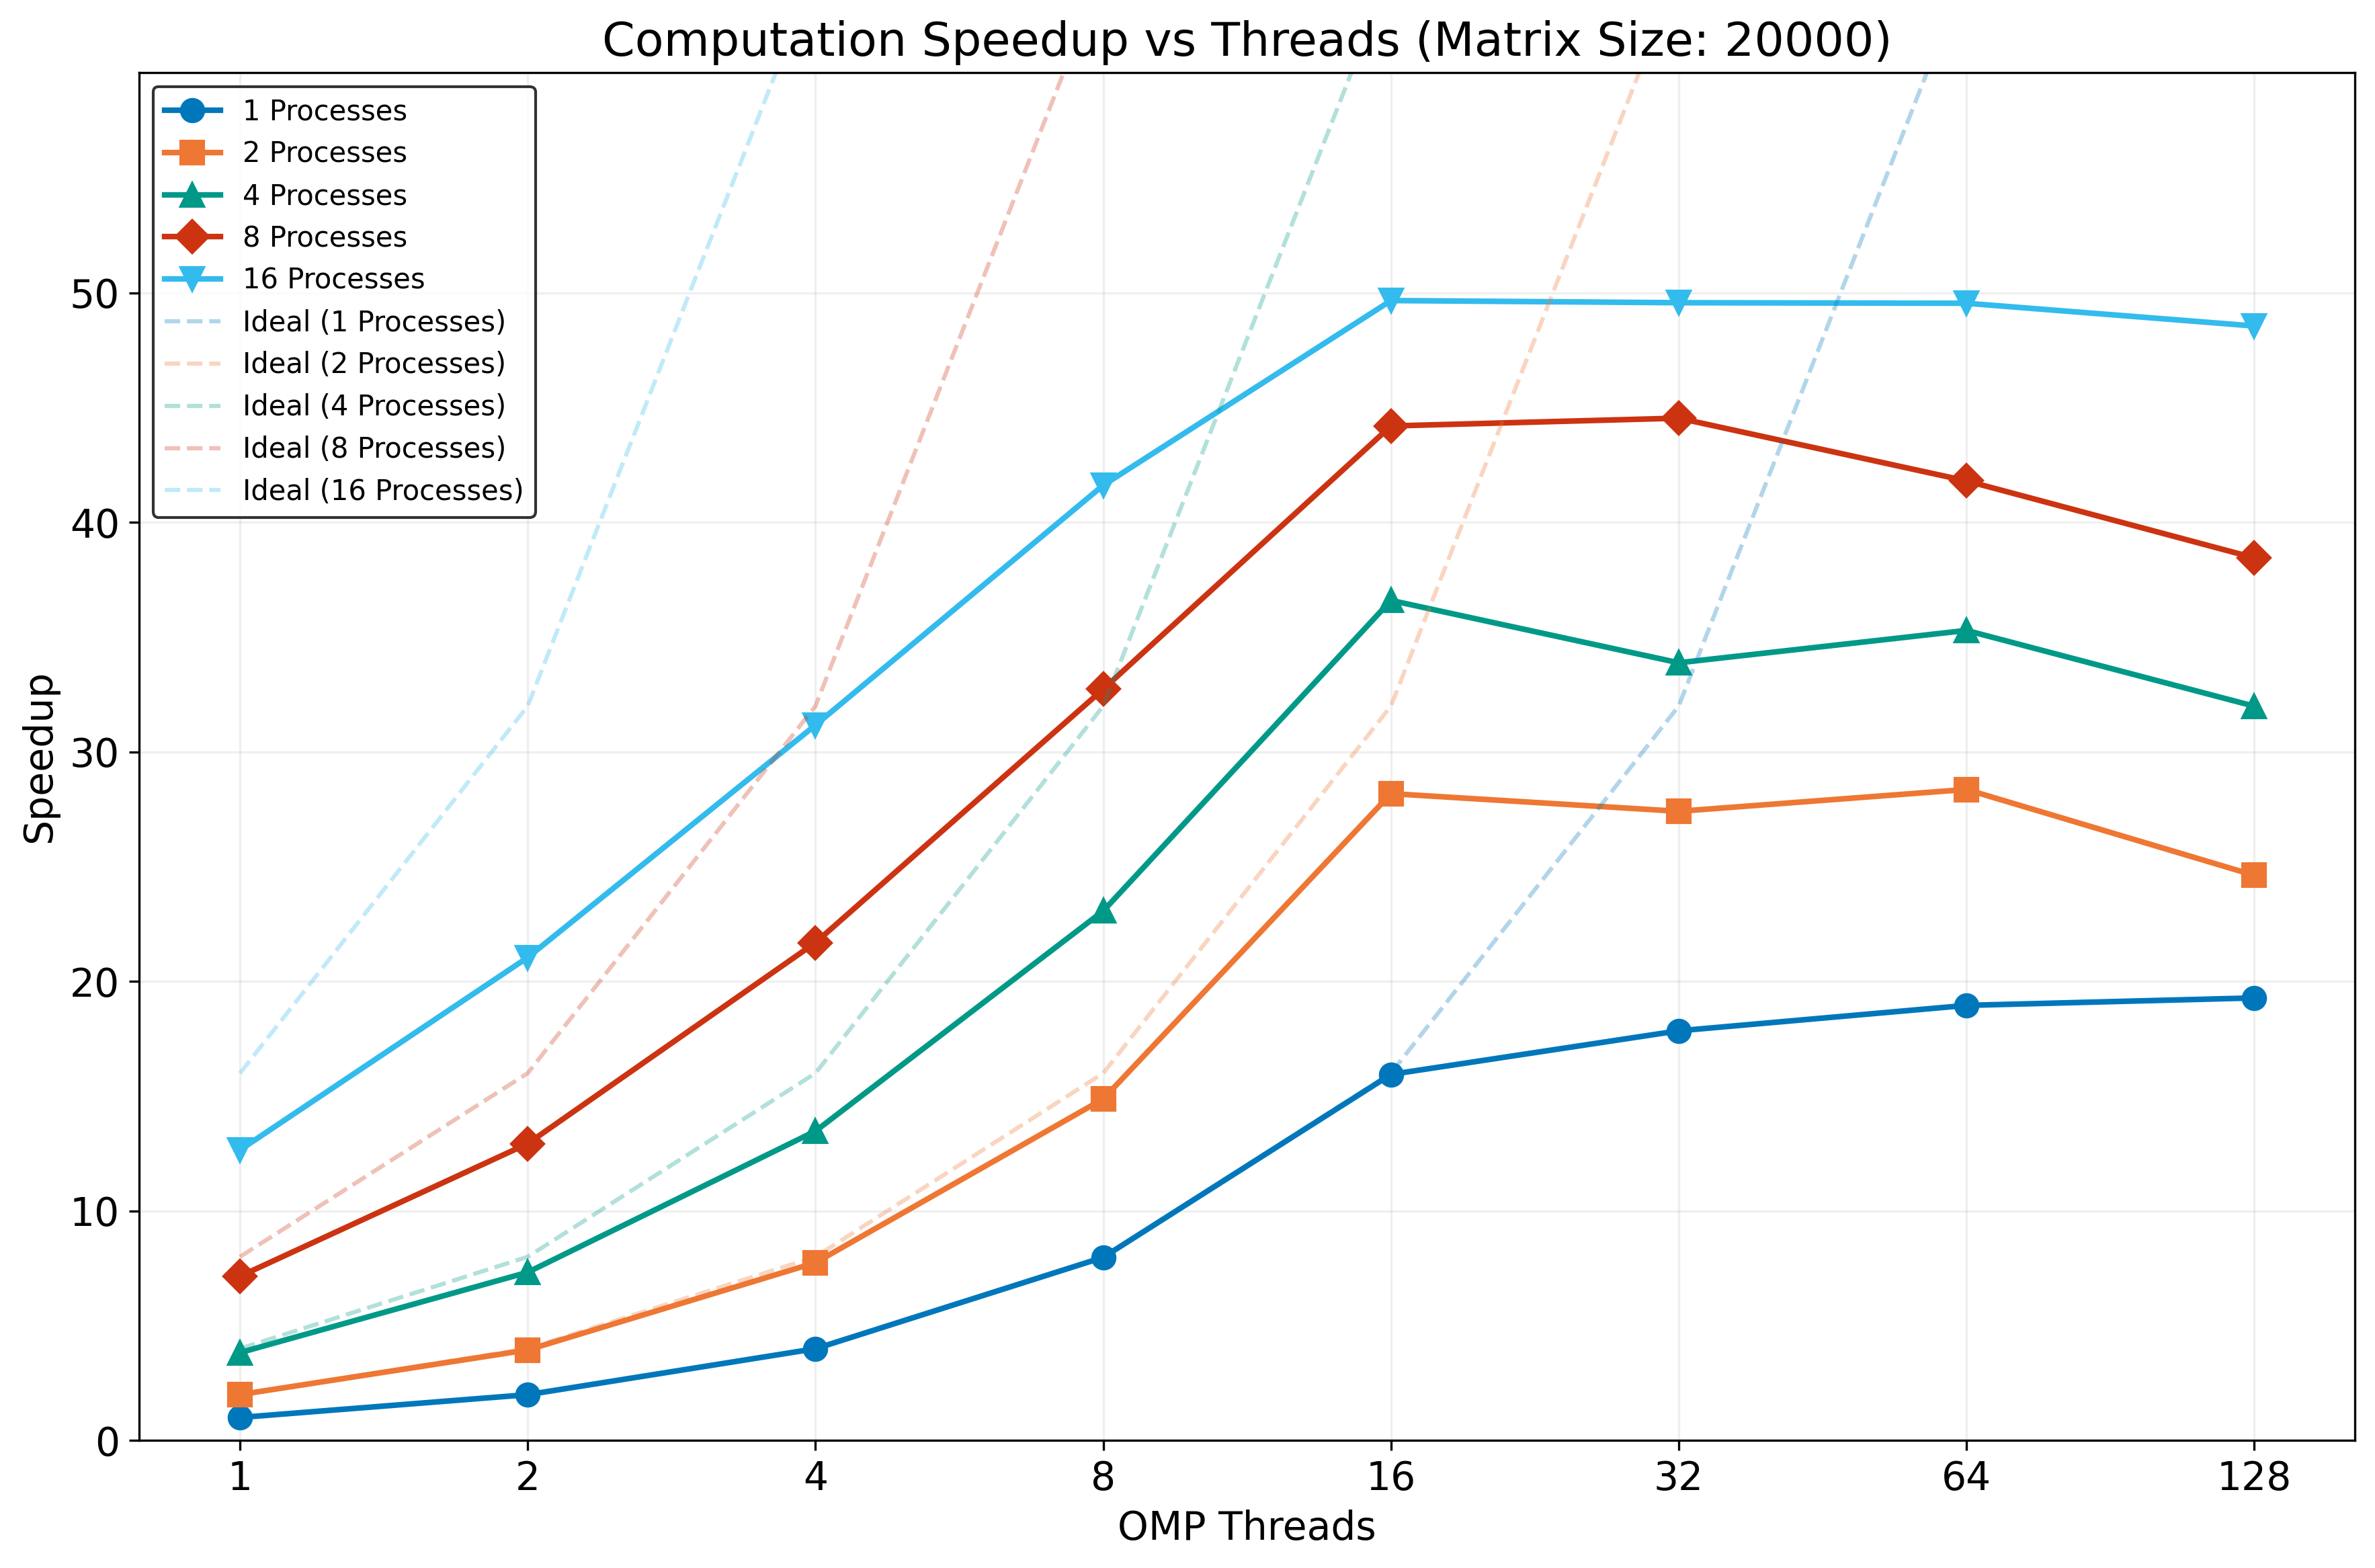 Computation Speedup vs Threads (Matrix Size: 20000)
1 Processes
2 Processes
4 Processes
8 Processes
16 Processes
Ideal (1 Processes)
Ideal (2 Processes)
Ideal (4 Processes)
Ideal (8 Processes)
Ideal (16 Processes)
Speedup
50
40
30
20
10
0
1 2 4 8 16 32 64 128
OMP Threads